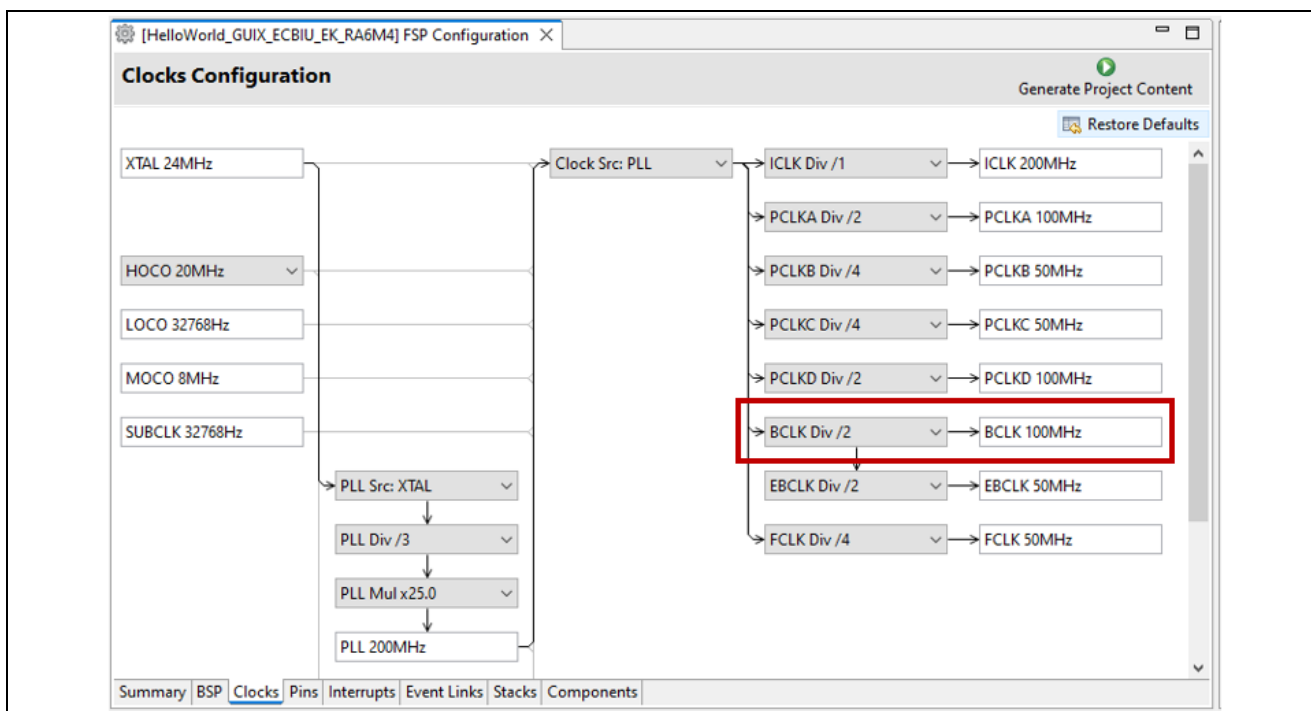 [HelloWorld_GUIX_ECBIU_EK_RA6M4] FSP Configuration
Clocks Configuration
Generate Project Content
Restore Defaults
XTAL 24MHz
Clock Src: PLL
ICLK Div /1
ICLK 200MHz
PCLKA Div /2
PCLKA 100MHz
HOCO 20MHz
PCLKB Div /4
PCLKB 50MHz
LOCO 32768Hz
PCLKC Div /4
PCLKC 50MHz
MOCO 8MHz
PCLKD Div /2
PCLKD 100MHz
SUBCLK 32768Hz
BCLK Div /2
BCLK 100MHz
PLL Src: XTAL
EBCLK Div /2
EBCLK 50MHz
PLL Div /3
FCLK Div /4
FCLK 50MHz
PLL Mul x25.0
PLL 200MHz
Summary BSP Clocks Pins Interrupts Event Links Stacks Components